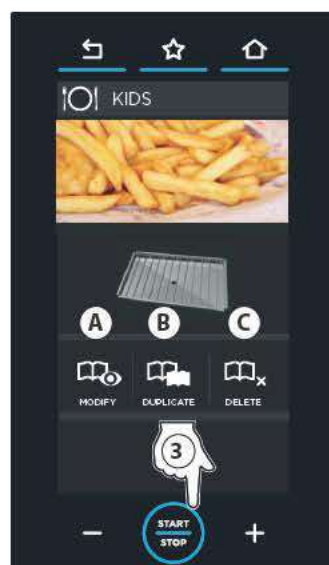 KIDS
A B C
MODIFY DUPLICATE DELETE
3
START
STOP